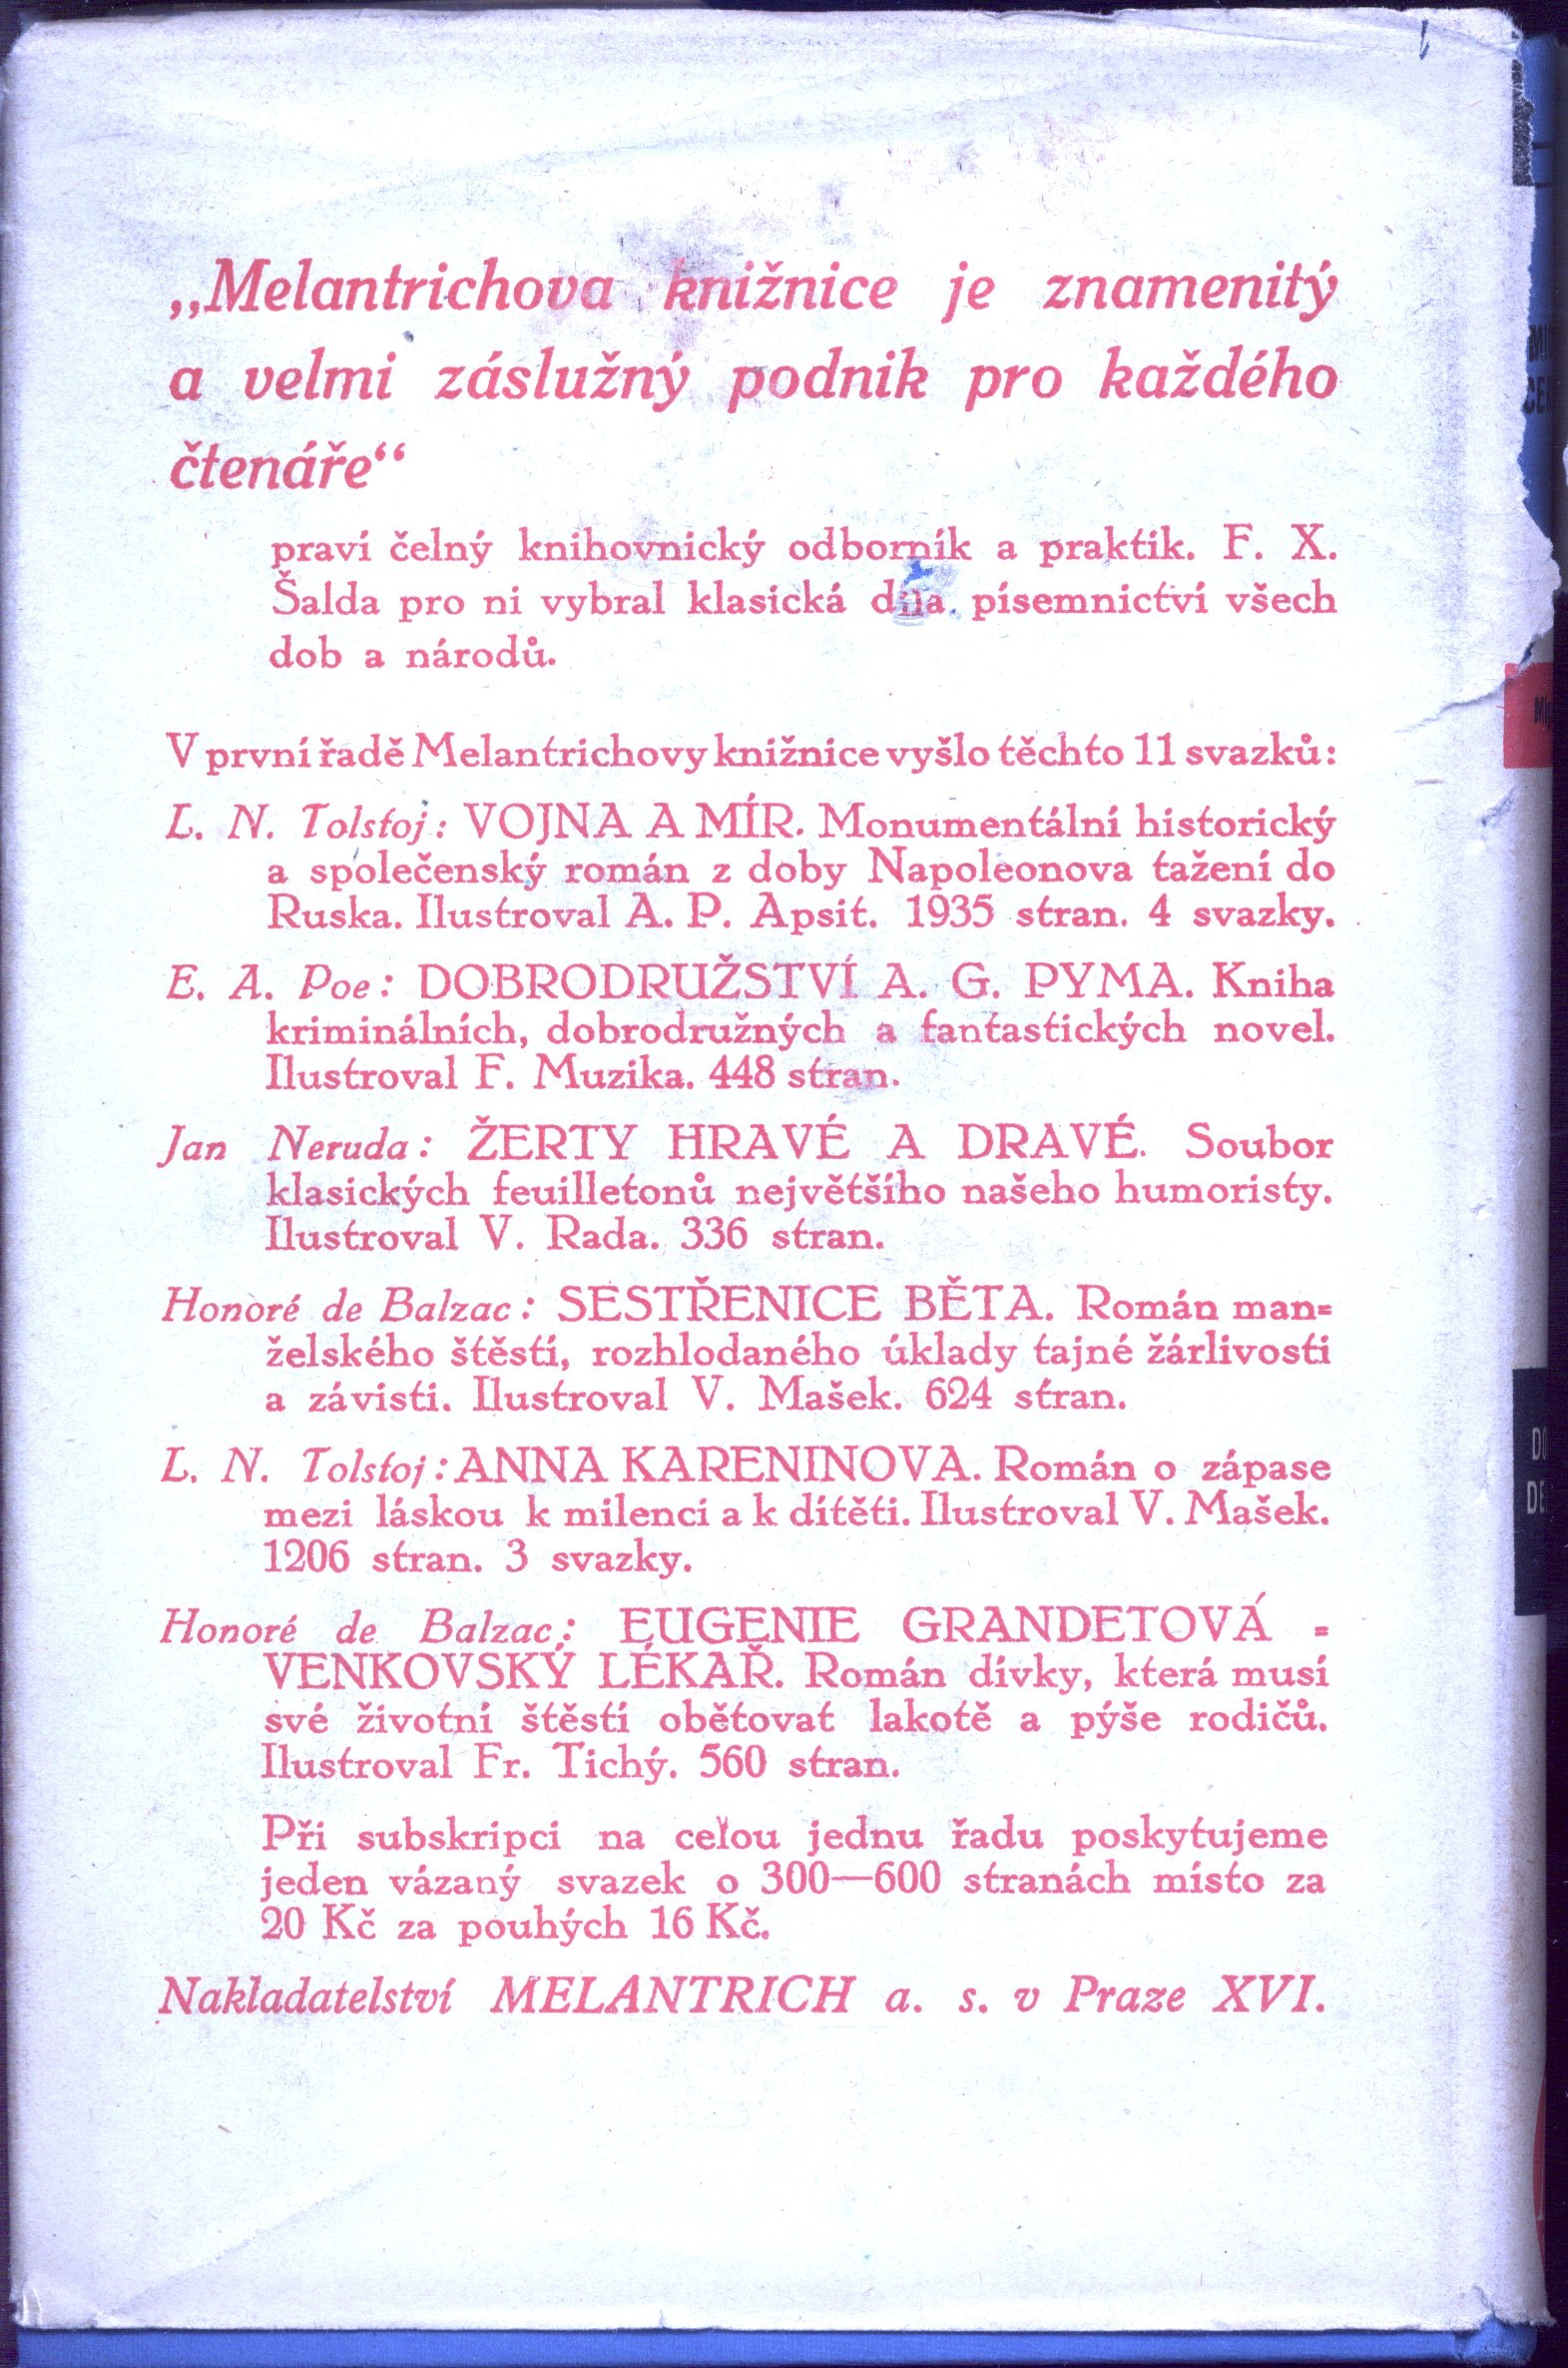 „Melantrichova knižnice je znamenitý
a velmi záslužný podnik pro každého
čtenáře“
praví čelný knihovnický odborník a praktik. F. X.
Šalda pro ni vybral klasická díla písemnictví všech
dob a národů.
V první řadě Melantrichovy knižnice vyšlo těchto 11 svazků:
L. N. Tolstoj: VOJNA A MÍR. Monumentální historický
a společenský román z doby Napoleonova tažení do
Ruska. Ilustroval A. P. Apsit. 1935 stran. 4 svazky.
E. A. Poe: DOBRODRUŽSTVÍ A. G. PYMA. Kniha
kriminálních, dobrodružných a fantastických novel.
Ilustroval F. Muzika. 448 stran.
Jan Neruda: ŽERTY HRAVÉ A DRAVÉ. Soubor
klasických feuilletonů největšího našeho humoristy.
Ilustroval V. Rada. 336 stran.
Honoré de Balzac: SESTŘENICE BĚTA. Román man-
želského štěstí, rozhlodaného úklady tajné žárlivosti
a závisti. Ilustroval V. Mašek. 624 stran.
L. N. Tolstoj: ANNA KARENINOVA. Román o zápase
mezi láskou k milenci a k dítěti. Ilustroval V. Mašek.
1206 stran. 3 svazky.
Honoré de Balzac: EUGENIE GRANDETOVÁ -
VENKOVSKÝ LÉKAŘ. Román dívky, která musí
své životní štěstí obětovat lakotě a pýše rodičů.
Ilustroval Fr. Tichý. 560 stran.
Při subskripci na celou jednu řadu poskytujeme
jeden vázaný svazek o 300—600 stranách místo za
20 Kč za pouhých 16 Kč.
Nakladatelství MELANTRICH a. s. v Praze XVI.